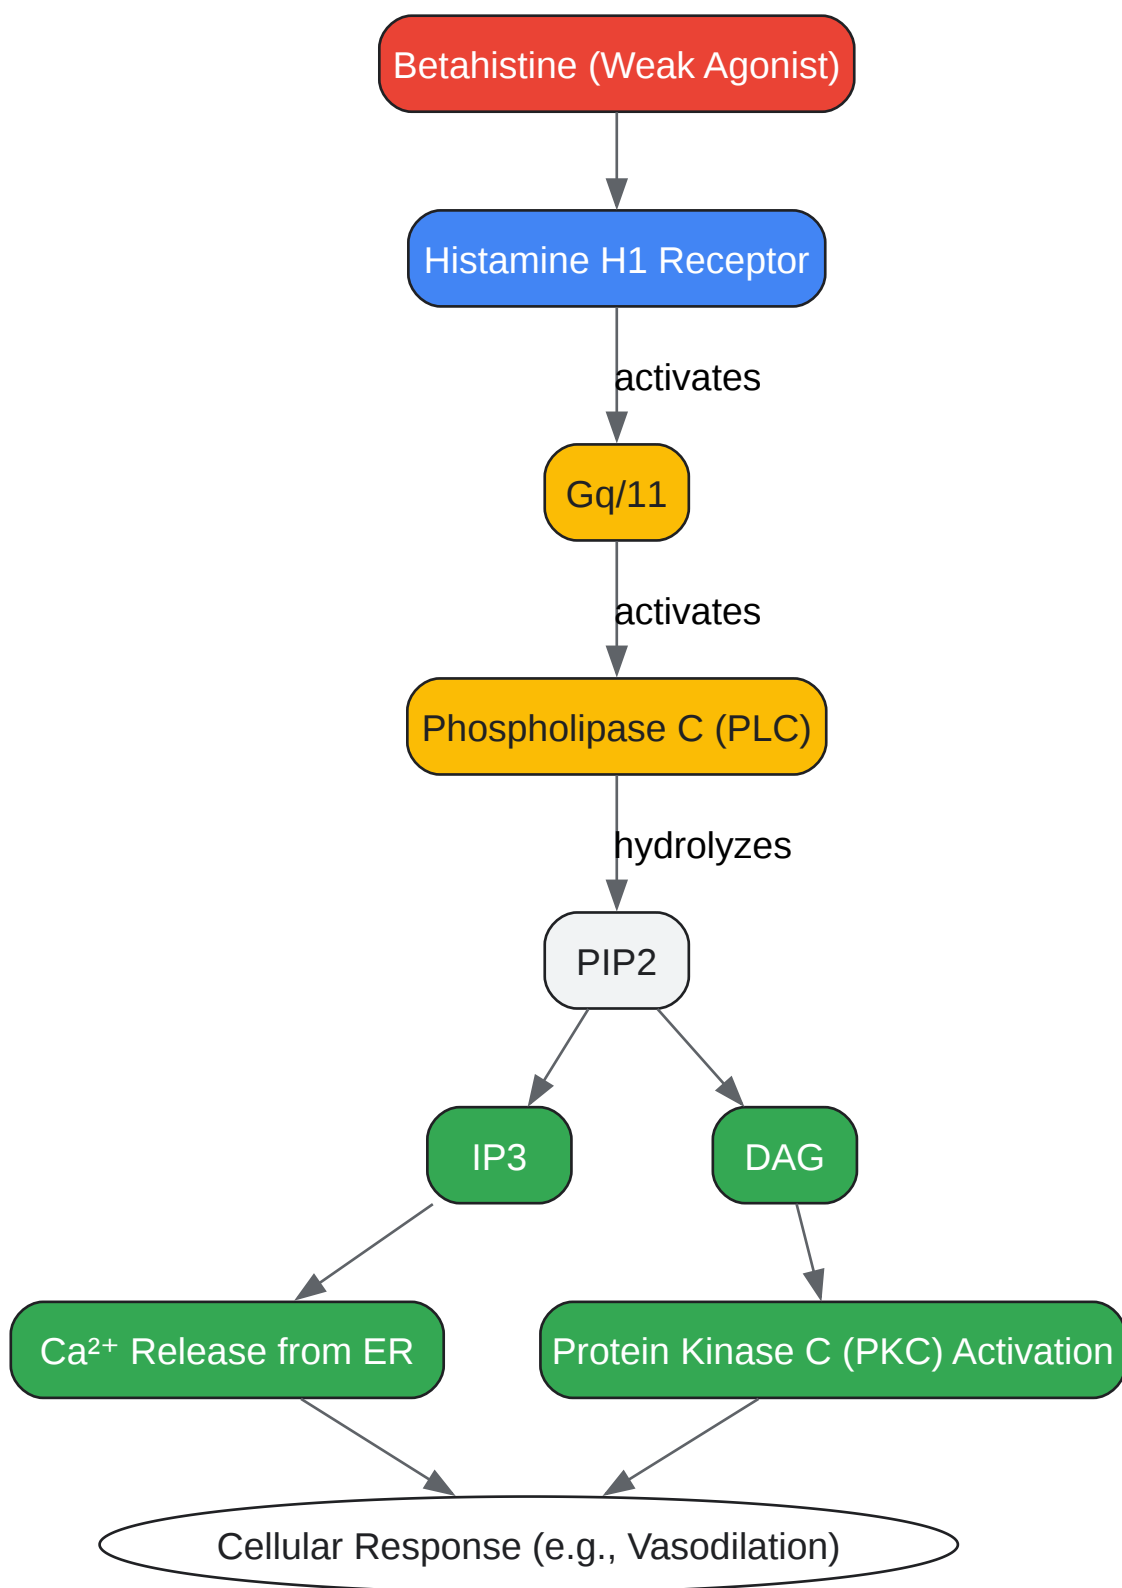 Betahistine (Weak Agonist)
Histamine H1 Receptor
activates
Gq/11
activates
Phospholipase C (PLC)
hydrolyzes
PIP2
IP3
DAG
Ca²⁺ Release from ER
Protein Kinase C (PKC) Activation
Cellular Response (e.g., Vasodilation)